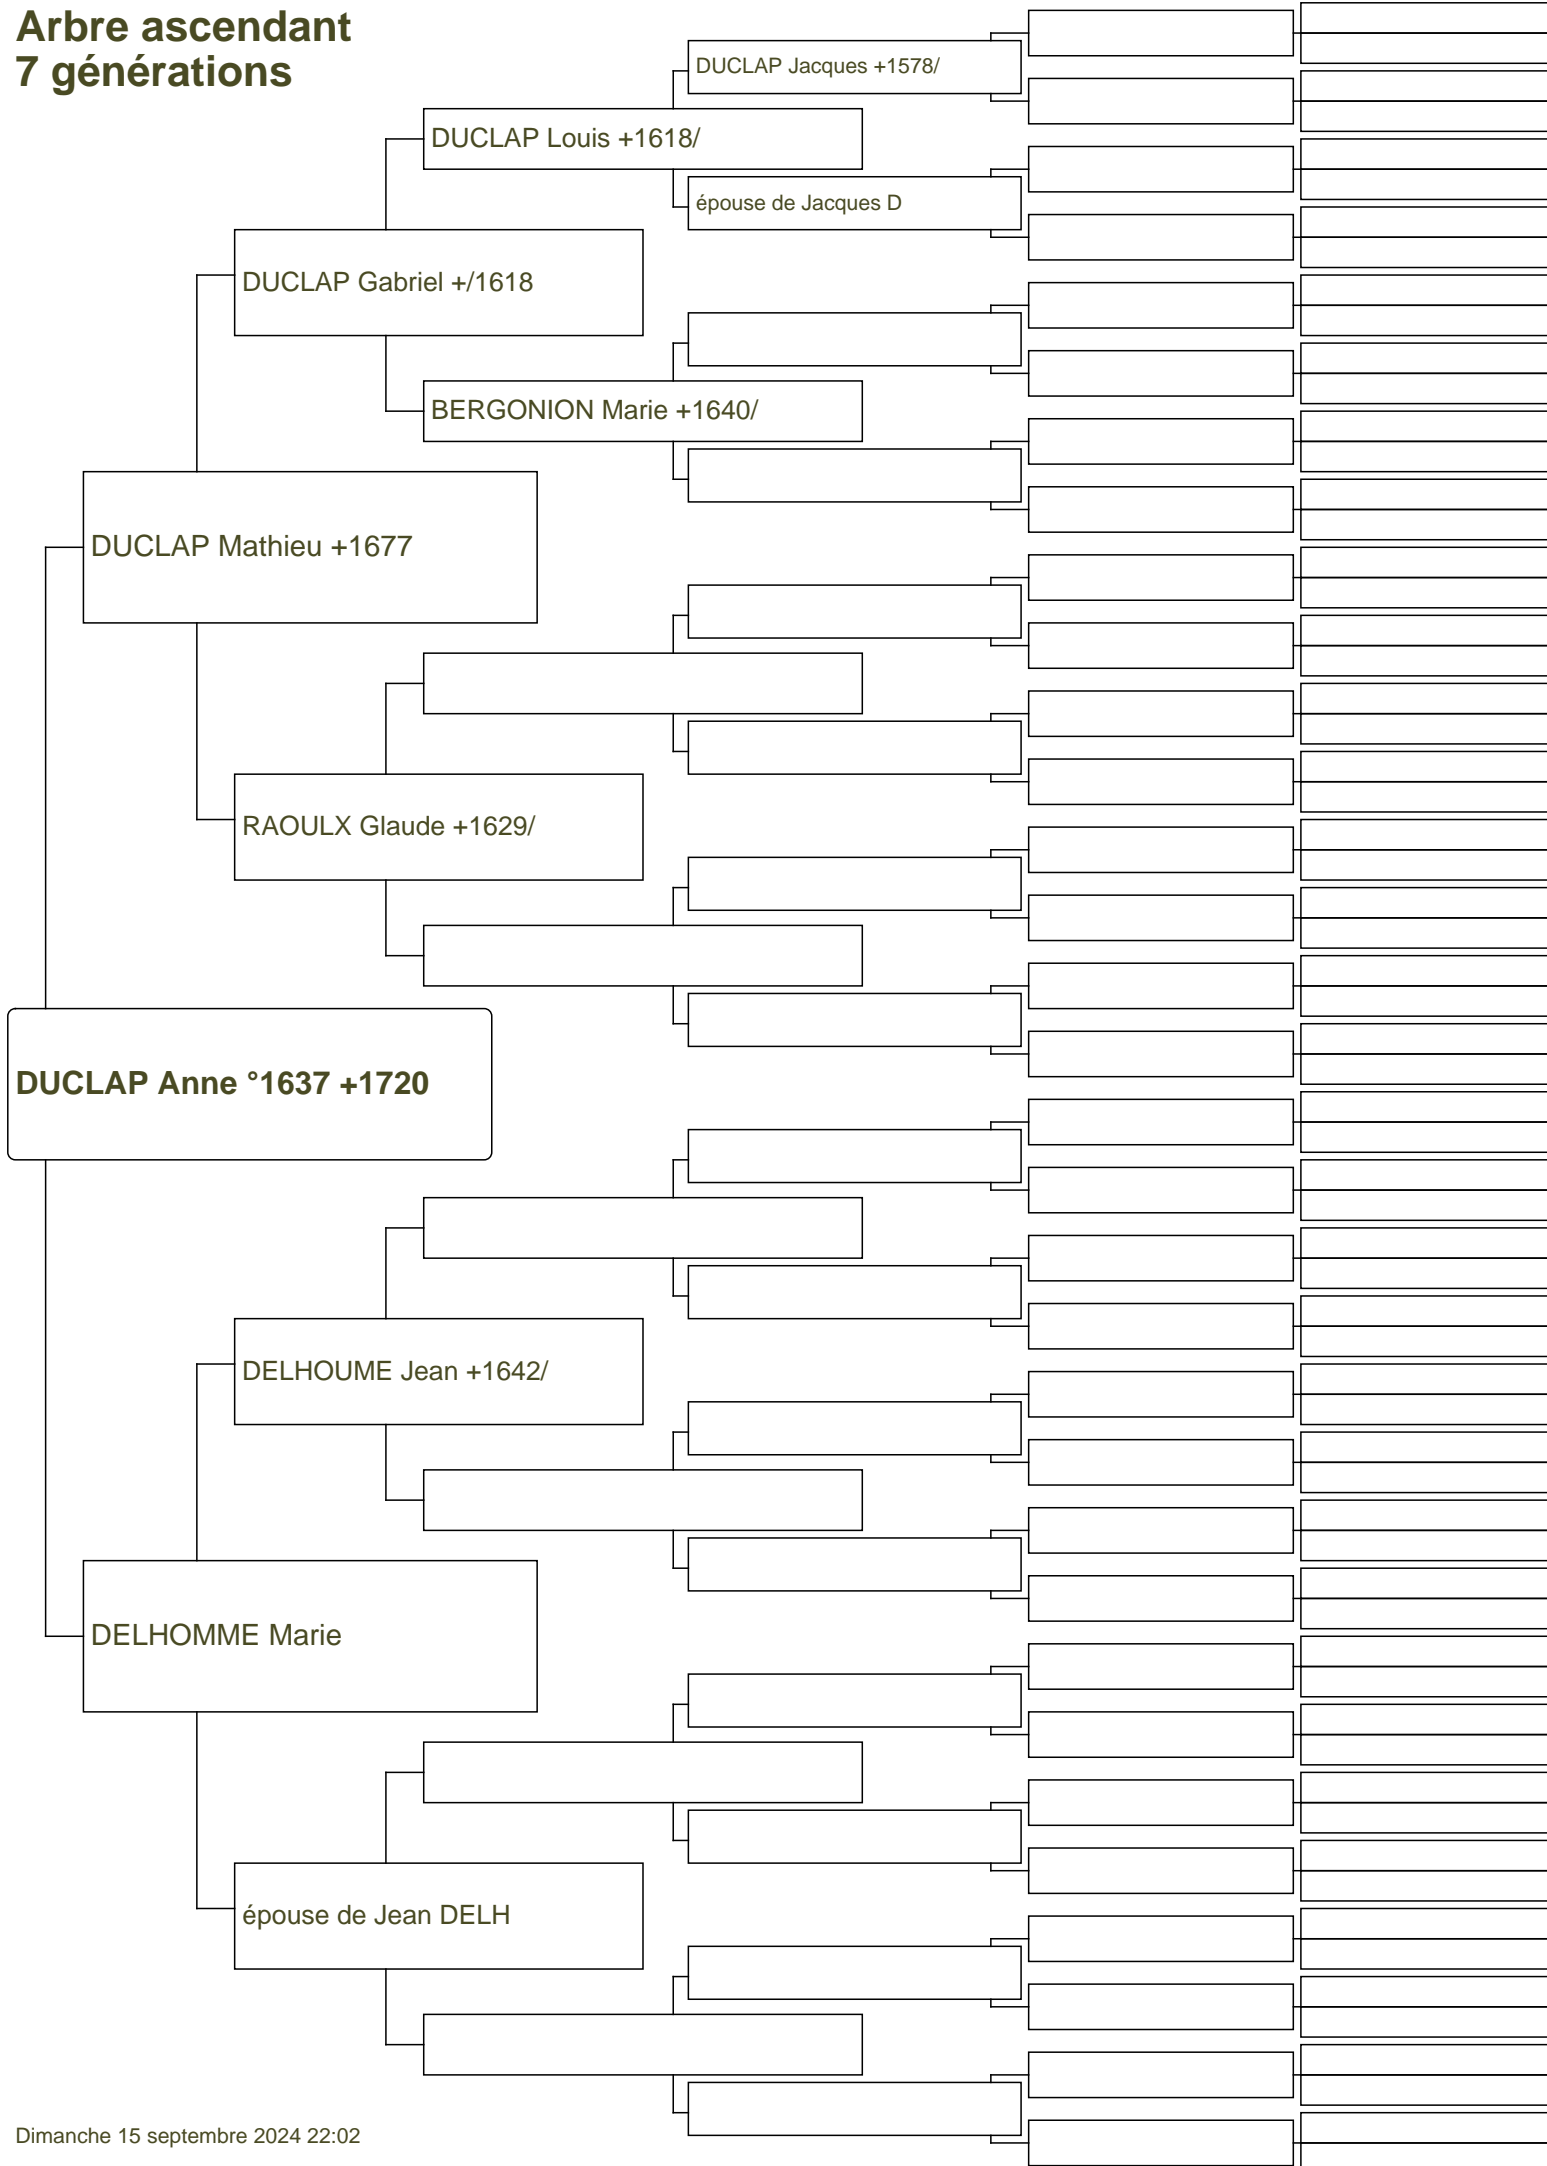 Arbre ascendant
7 générations
DUCLAP Jacques +1578/
DUCLAP Louis +1618/
épouse de Jacques D
DUCLAP Gabriel +/1618
BERGONION Marie +1640/
DUCLAP Mathieu +1677
RAOULX Glaude +1629/
DUCLAP Anne °1637 +1720
DELHOUME Jean +1642/
DELHOMME Marie
épouse de Jean DELH
Dimanche 15 septembre 2024 22:02